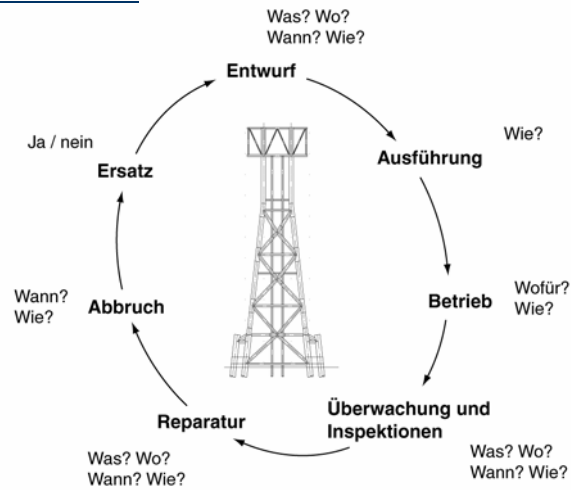 Was? Wo?
Wann? Wie?
Entwurf
Wie?
Ausführung
Wofür?
Wie?
Betrieb
Überwachung und
Inspektionen
Was? Wo?
Wann? Wie?
Reparatur
Was? Wo?
Wann? Wie?
Abbruch
Wann?
Wie?
Ersatz
Ja / nein